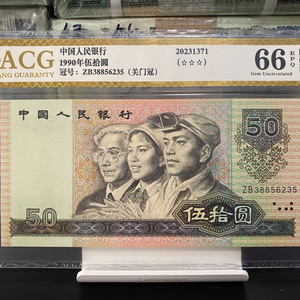 ACG
ANG GUARANTY
中国人民银行
1990年伍拾圆
冠号：ZB38856235（关门冠）
20231371
(☆☆☆)
66 EPQ
Gem Uncirculated
中国人民银行
50
ZB38856235
50
伍拾圆